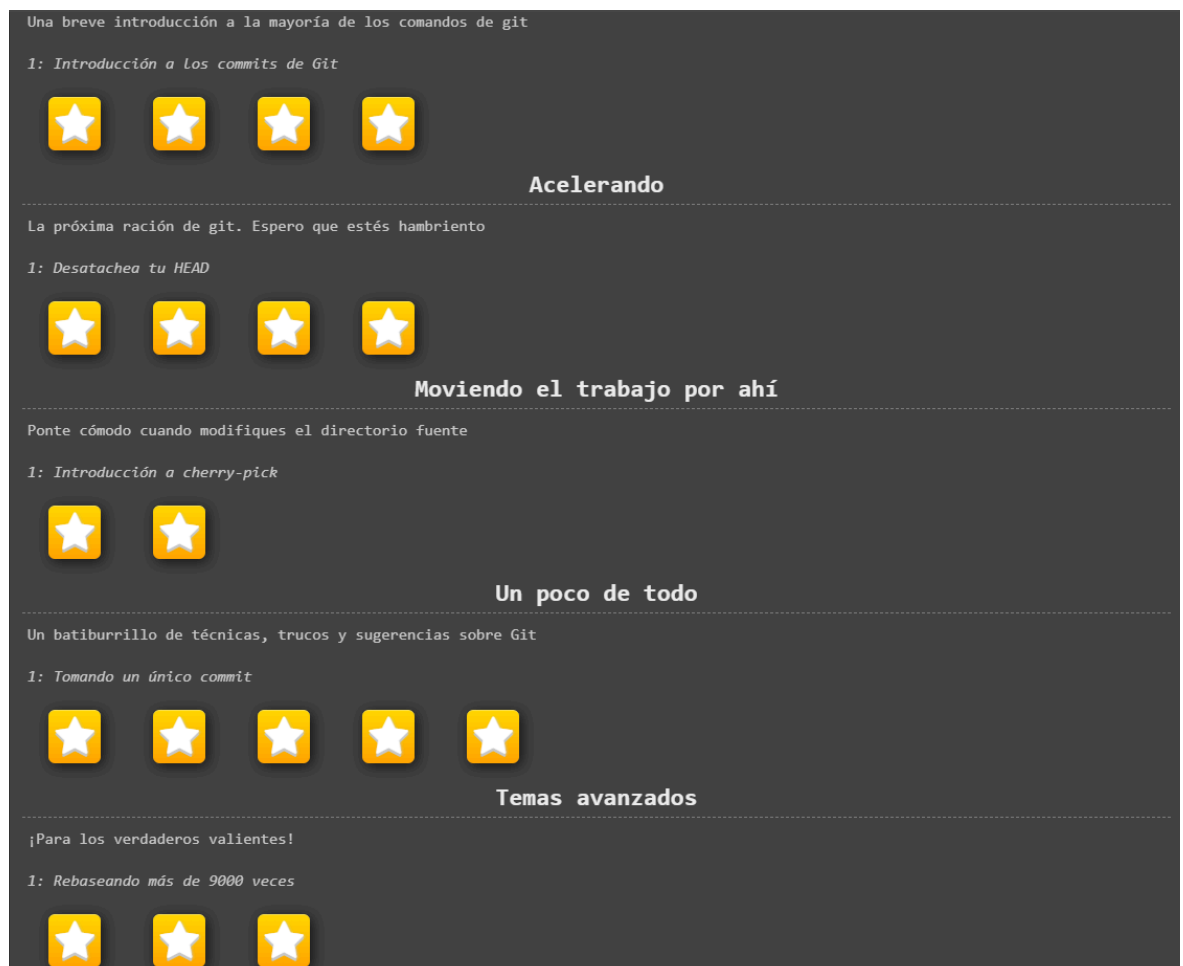 Una breve introducción a la mayoría de los comandos de git
1: Introducción a los commits de Git
Acelerando
La próxima ración de git. Espero que estés hambriento
1: Desatachea tu HEAD
Moviendo el trabajo por ahí
Ponte cómodo cuando modifiques el directorio fuente
1: Introducción a cherry-pick
Un poco de todo
Un batiburrillo de técnicas, trucos y sugerencias sobre Git
1: Tomando un único commit
Temas avanzados
¡Para los verdaderos valientes!
1: Rebaseando más de 9000 veces